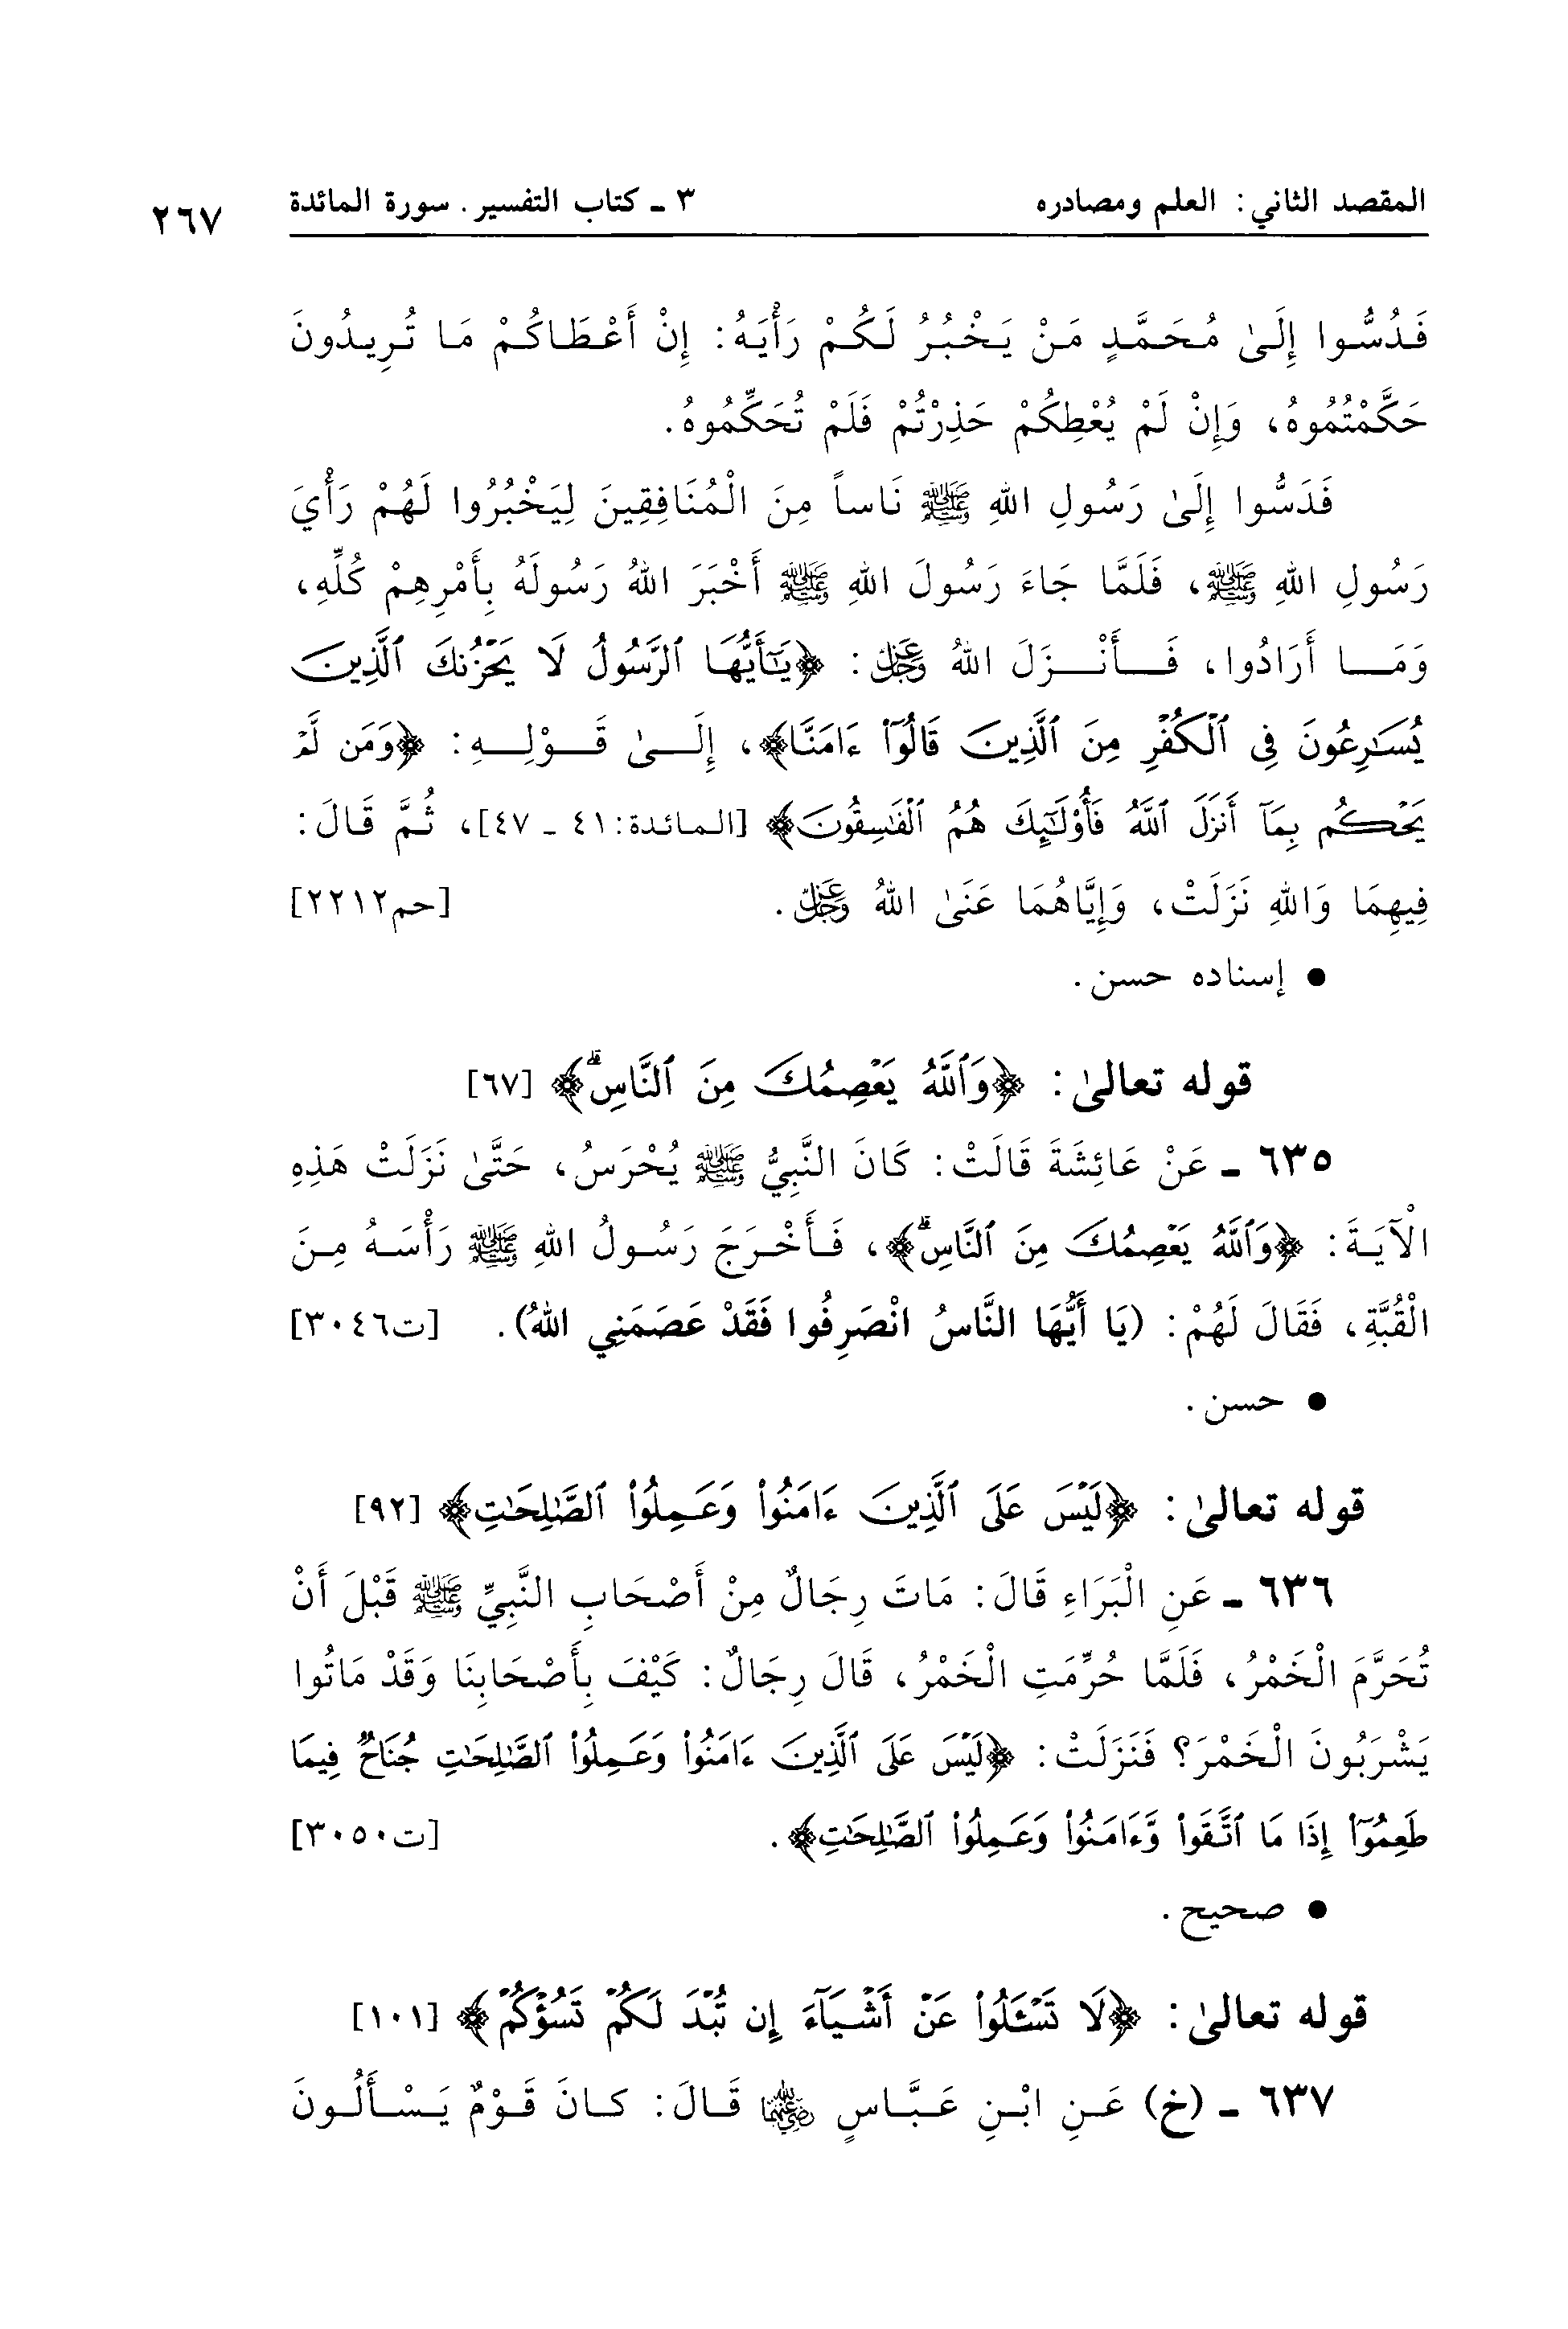 المقصد الثاني: العلم ومصادره ٣ ـ كتاب التفسير. سورة المائدة ٢٦٧
فَدُسُّوا إِلَىٰ مُحَمَّدٍ مَنْ يَخْبُرُ لَكُمْ رَأْيَهُ: إِنْ أَعْطَاكُمْ مَا تُرِيدُونَ
حَكَّمْتُمُوهُ، وَإِنْ لَمْ يُعْطِكُمْ حَذِرْتُمْ فَلَمْ تُحَكِّمُوهُ.
فَدَسُّوا إِلَىٰ رَسُولِ اللهِ ﷺ نَاساً مِنَ الْمُنَافِقِينَ لِيَخْبُرُوا لَهُمْ رَأْيَ
رَسُولِ اللهِ ﷺ، فَلَمَّا جَاءَ رَسُولَ اللهِ ﷺ أَخْبَرَ اللهُ رَسُولَهُ بِأَمْرِهِمْ كُلِّهِ،
وَمَا أَرَادُوا، فَأَنْزَلَ اللهُ عَزَّ وَجَلَّ: ﴿يَـٰٓأَيُّهَا ٱلرَّسُولُ لَا يَحْزُنكَ ٱلَّذِينَ
يُسَـٰرِعُونَ فِى ٱلْكُفْرِ مِنَ ٱلَّذِينَ قَالُوٓا۟ ءَامَنَّا﴾، إِلَىٰ قَوْلِهِ: ﴿وَمَن لَّمْ
يَحْكُم بِمَآ أَنزَلَ ٱللَّهُ فَأُو۟لَـٰٓئِكَ هُمُ ٱلْفَـٰسِقُونَ﴾ [المائدة:٤١ ـ ٤٧]، ثُمَّ قَالَ:
فِيهِمَا وَاللهِ نَزَلَتْ، وَإِيَّاهُمَا عَنَىٰ اللهُ عَزَّ وَجَلَّ. [حم٢٢١٢]
● إسناده حسن.
قوله تعالىٰ: ﴿وَٱللَّهُ يَعْصِمُكَ مِنَ ٱلنَّاسِ ۗ﴾ [٦٧]
٦٣٥ ـ عَنْ عَائِشَةَ قَالَتْ: كَانَ النَّبِيُّ ﷺ يُحْرَسُ، حَتَّىٰ نَزَلَتْ هَذِهِ
الْآيَةَ: ﴿وَٱللَّهُ يَعْصِمُكَ مِنَ ٱلنَّاسِ ۗ﴾، فَأَخْرَجَ رَسُولُ اللهِ ﷺ رَأْسَهُ مِنَ
الْقُبَّةِ، فَقَالَ لَهُمْ: (يَا أَيُّهَا النَّاسُ انْصَرِفُوا فَقَدْ عَصَمَنِي اللهُ). [ت٣٠٤٦]
● حسن.
قوله تعالىٰ: ﴿لَيْسَ عَلَى ٱلَّذِينَ ءَامَنُوا۟ وَعَمِلُوا۟ ٱلصَّـٰلِحَـٰتِ﴾ [٩٢]
٦٣٦ ـ عَنِ الْبَرَاءِ قَالَ: مَاتَ رِجَالٌ مِنْ أَصْحَابِ النَّبِيِّ ﷺ قَبْلَ أَنْ
تُحَرَّمَ الْخَمْرُ، فَلَمَّا حُرِّمَتِ الْخَمْرُ، قَالَ رِجَالٌ: كَيْفَ بِأَصْحَابِنَا وَقَدْ مَاتُوا
يَشْرَبُونَ الْخَمْرَ؟ فَنَزَلَتْ: ﴿لَيْسَ عَلَى ٱلَّذِينَ ءَامَنُوا۟ وَعَمِلُوا۟ ٱلصَّـٰلِحَـٰتِ جُنَاحٌ فِيمَا
طَعِمُوٓا۟ إِذَا مَا ٱتَّقَوا۟ وَّءَامَنُوا۟ وَعَمِلُوا۟ ٱلصَّـٰلِحَـٰتِ﴾. [ت٣٠٥٠]
● صحيح.
قوله تعالىٰ: ﴿لَا تَسْـَٔلُوا۟ عَنْ أَشْيَآءَ إِن تُبْدَ لَكُمْ تَسُؤْكُمْ﴾ [١٠١]
٦٣٧ ـ (خ) عَنِ ابْنِ عَبَّاسٍ رضي الله عنهما قَالَ: كَانَ قَوْمٌ يَسْأَلُونَ